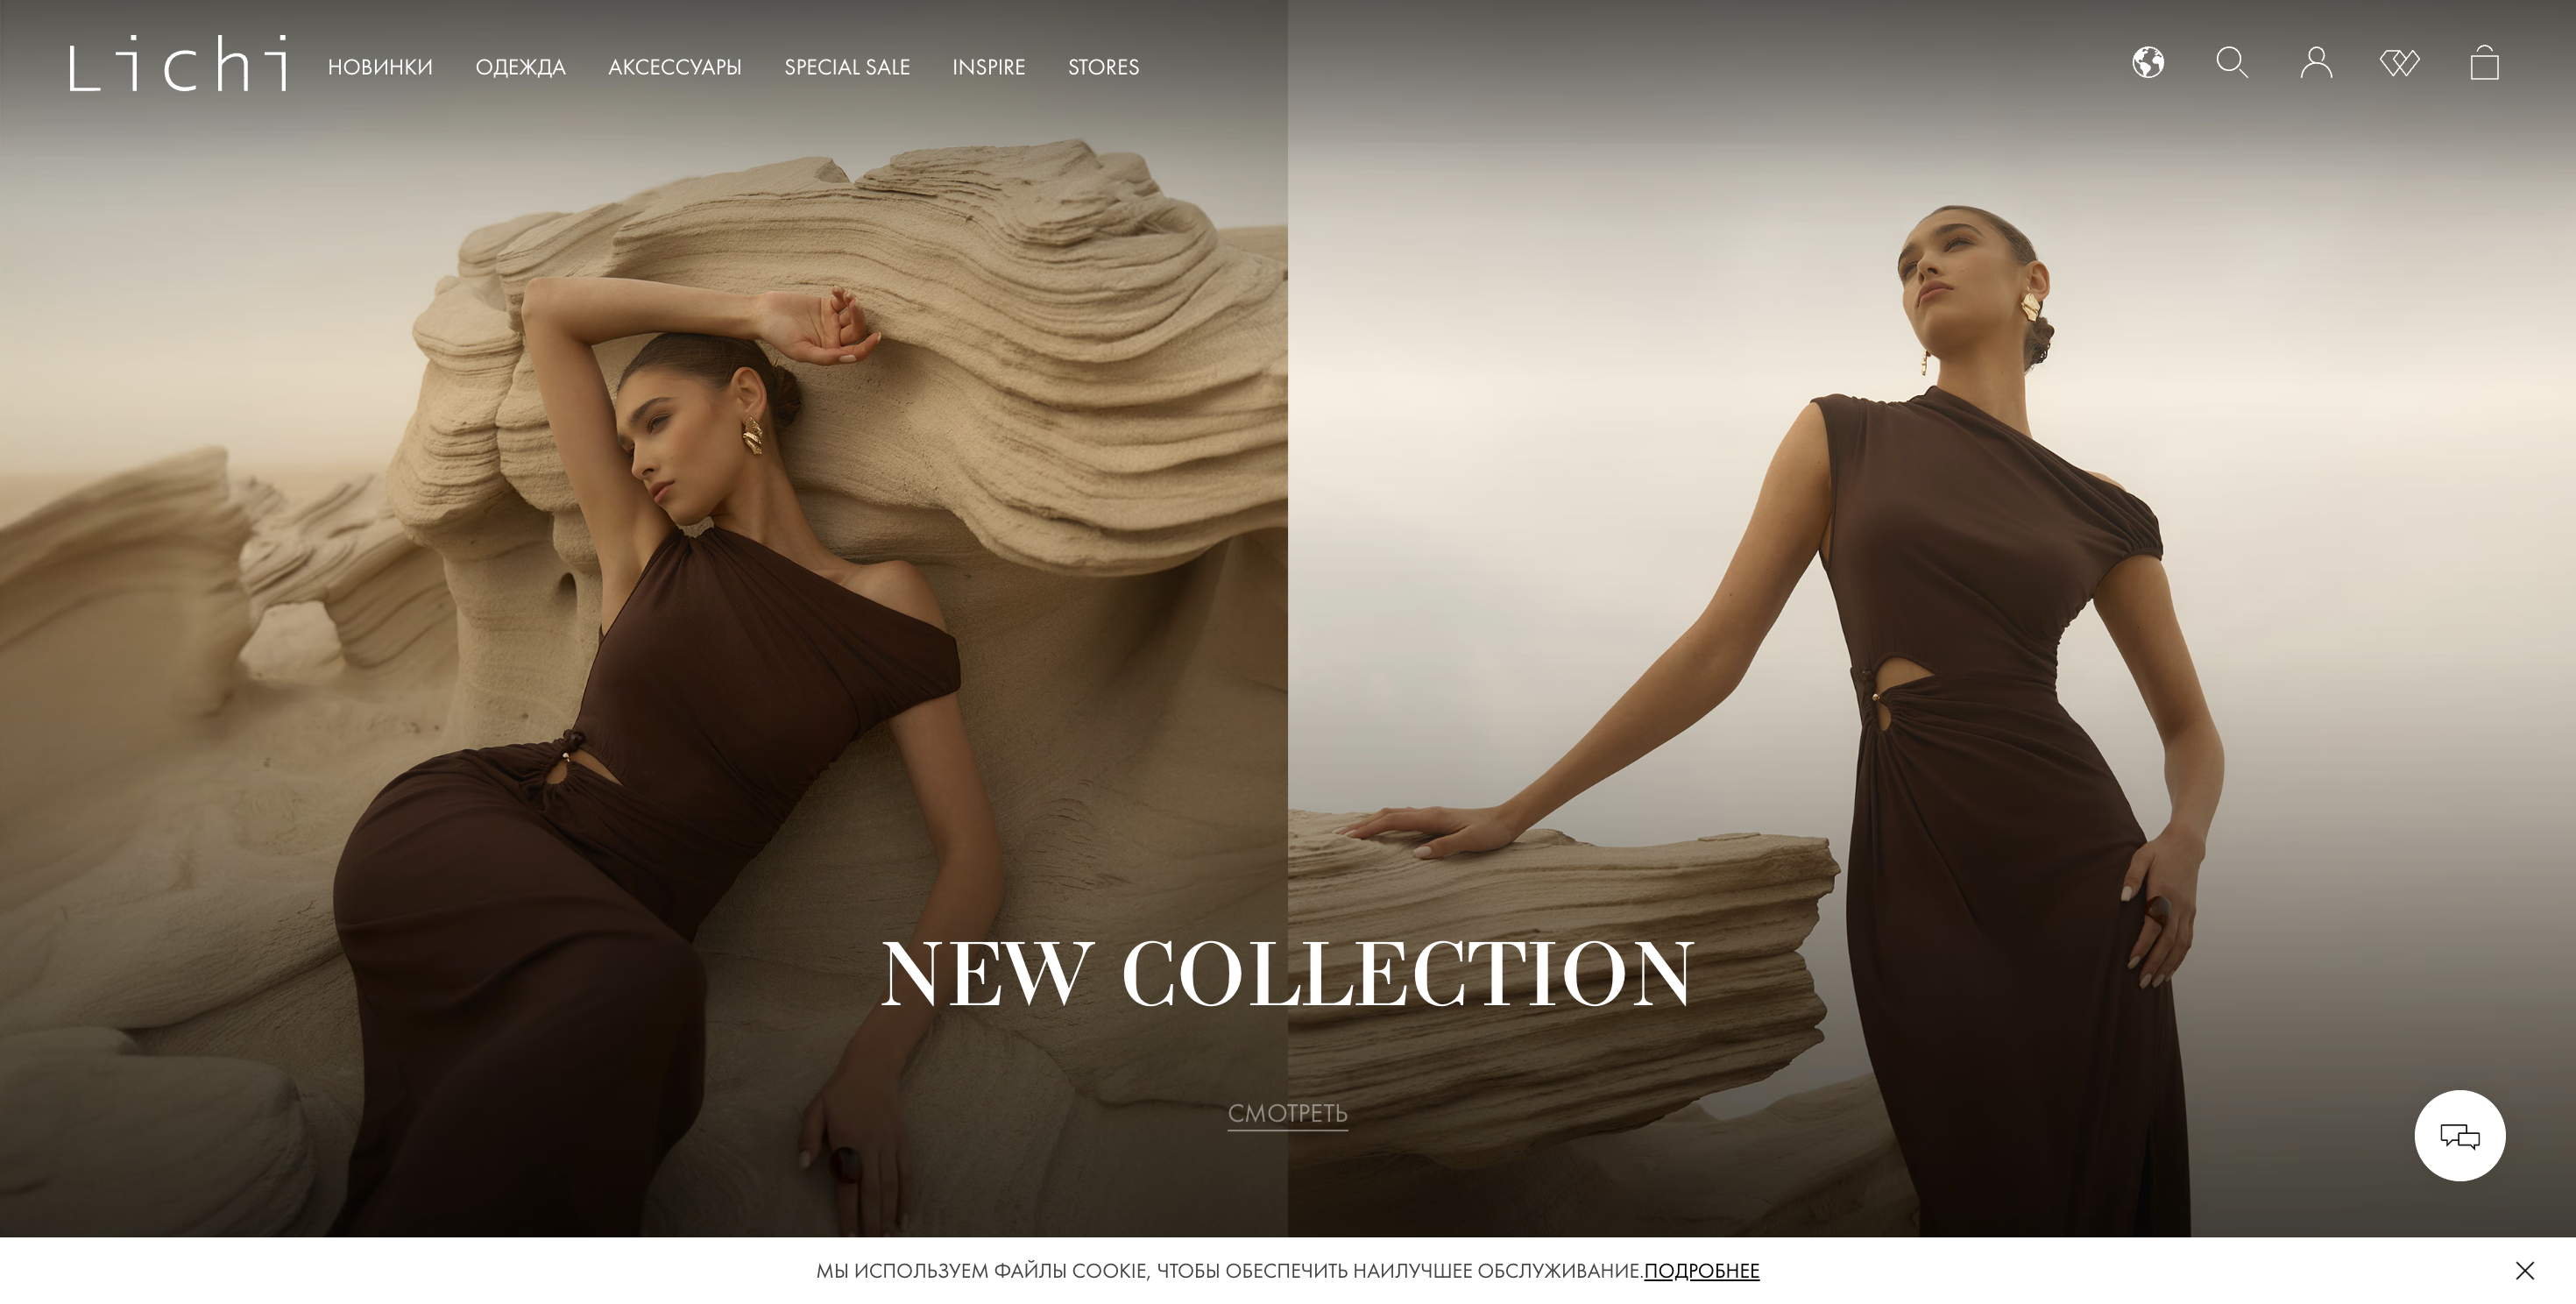 Lichi
НОВИНКИ
ОДЕЖДА
АКСЕССУАРЫ
SPECIAL SALE
INSPIRE
STORES
NEW COLLECTION
СМОТРЕТЬ
МЫ ИСПОЛЬЗУЕМ ФАЙЛЫ COOKIE, ЧТОБЫ ОБЕСПЕЧИТЬ НАИЛУЧШЕЕ ОБСЛУЖИВАНИЕ.ПОДРОБНЕЕ